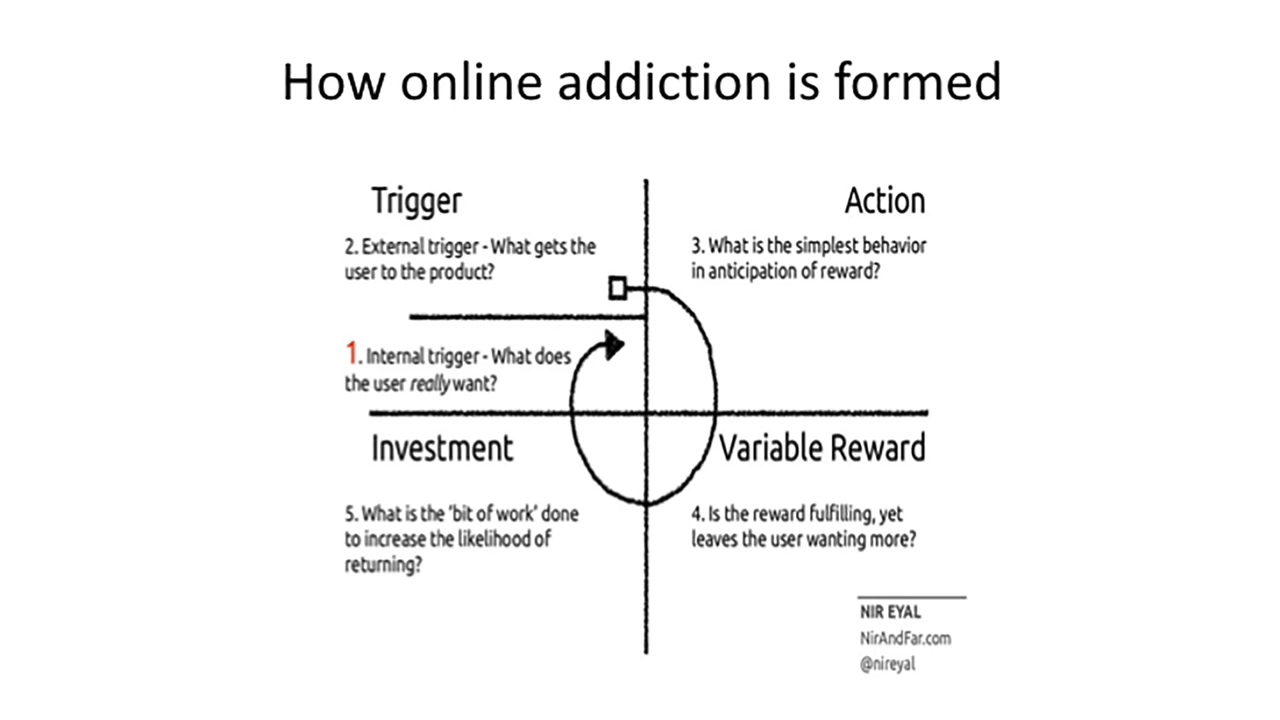 How online addiction is formed
Trigger
2. External trigger - What gets the
user to the product?
1. Internal trigger - What does
the user really want?
Action
3. What is the simplest behavior
in anticipation of reward?
Variable Reward
4. Is the reward fulfilling, yet
leaves the user wanting more?
Investment
5. What is the 'bit of work' done
to increase the likelihood of
returning?
NIR EYAL
NirAndFar.com
@nireyal